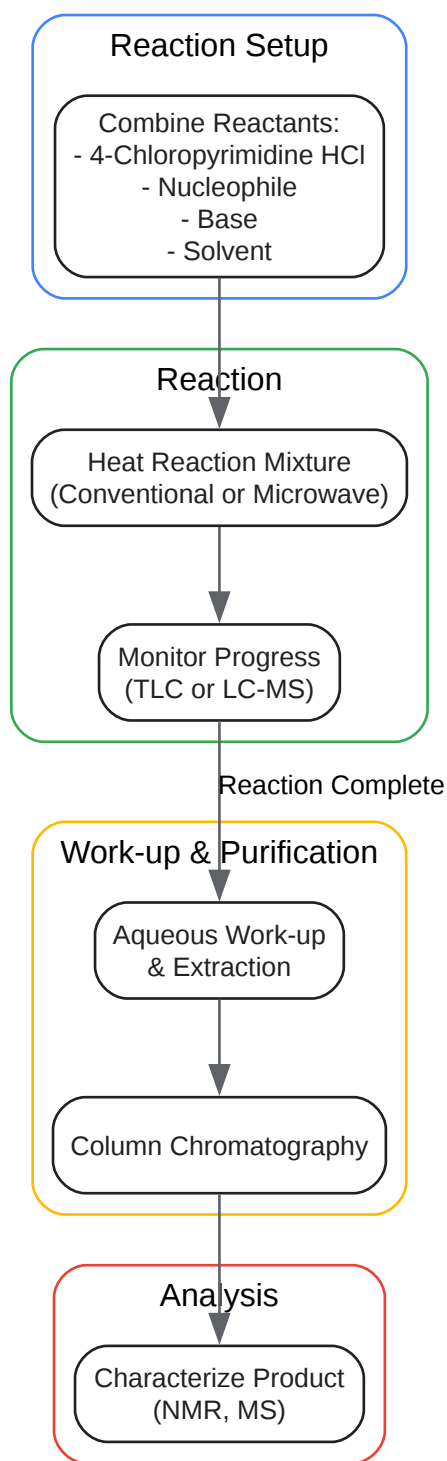 Reaction Setup
Combine Reactants:
- 4-Chloropyrimidine HCl
- Nucleophile
- Base
- Solvent
Reaction
Heat Reaction Mixture
(Conventional or Microwave)
Monitor Progress
(TLC or LC-MS)
Reaction Complete
Work-up & Purification
Aqueous Work-up
& Extraction
Column Chromatography
Analysis
Characterize Product
(NMR, MS)